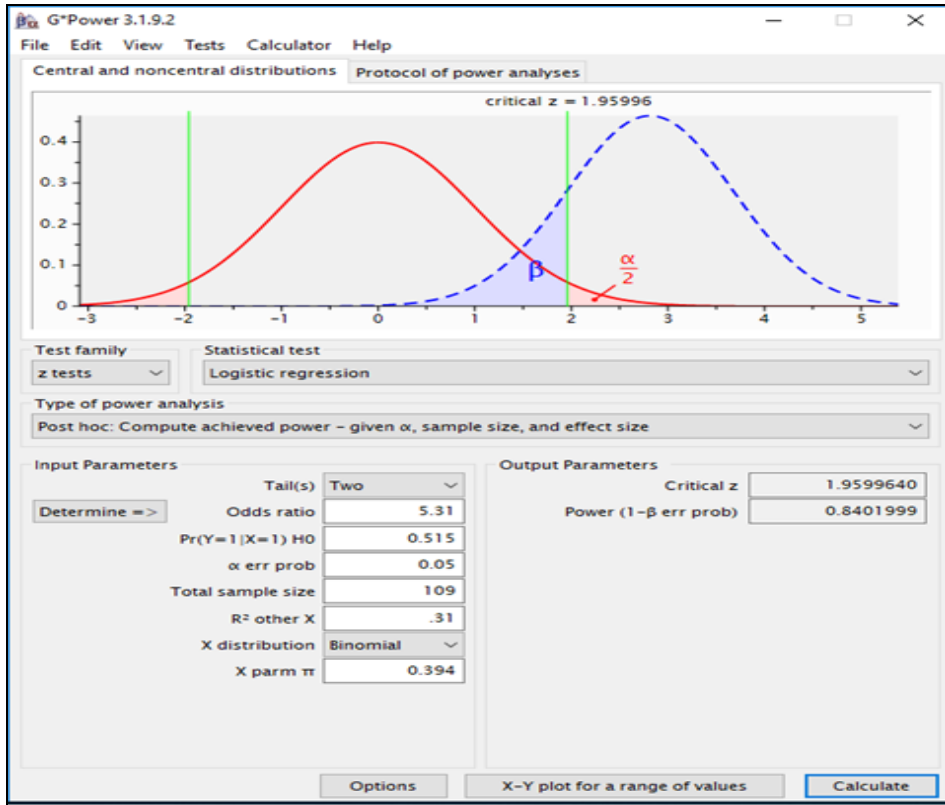 G*Power 3.1.9.2
File Edit View Tests Calculator Help
Central and noncentral distributions Protocol of power analyses
critical z = 1.95996
0.4
0.3
0.2
0.1
0
β
α
2
-3 -2 -1 0 1 2 3 4 5
Test family Statistical test
z tests Logistic regression
Type of power analysis
Post hoc: Compute achieved power - given α, sample size, and effect size
Input Parameters Output Parameters
Tail(s) Two Critical z 1.9599640
Determine => Odds ratio 5.31 Power (1-β err prob) 0.8401999
Pr(Y=1|X=1) H0 0.515
α err prob 0.05
Total sample size 109
R² other X .31
X distribution Binomial
X parm π 0.394
Options X-Y plot for a range of values Calculate